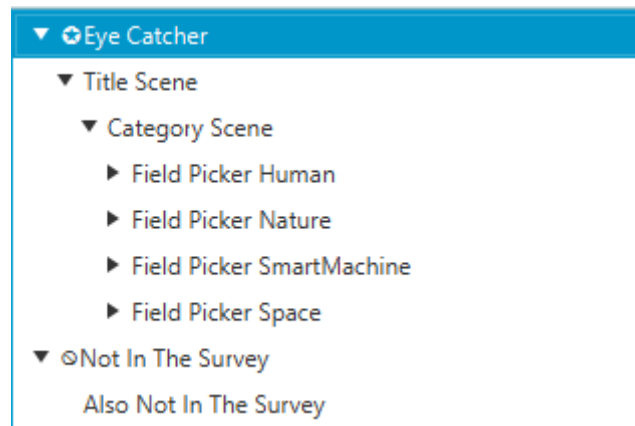 Eye Catcher
Title Scene
Category Scene
Field Picker Human
Field Picker Nature
Field Picker SmartMachine
Field Picker Space
Not In The Survey
Also Not In The Survey